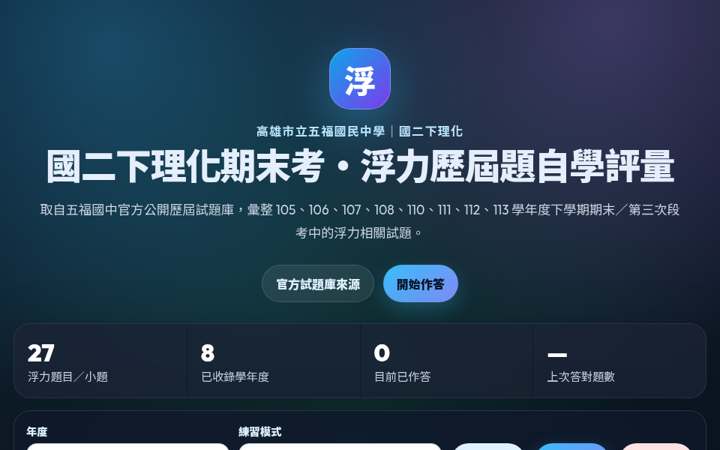 浮
高雄市立五福國民中學｜國二下理化
國二下理化期末考・浮力歷屆題自學評量
取自五福國中官方公開歷屆試題庫，彙整 105、106、107、108、110、111、112、113 學年度下學期期末／第三次段
考中的浮力相關試題。
官方試題庫來源 開始作答
27 8 0 —
浮力題目／小題 已收錄學年度 目前已作答 上次答對題數
年度 練習模式